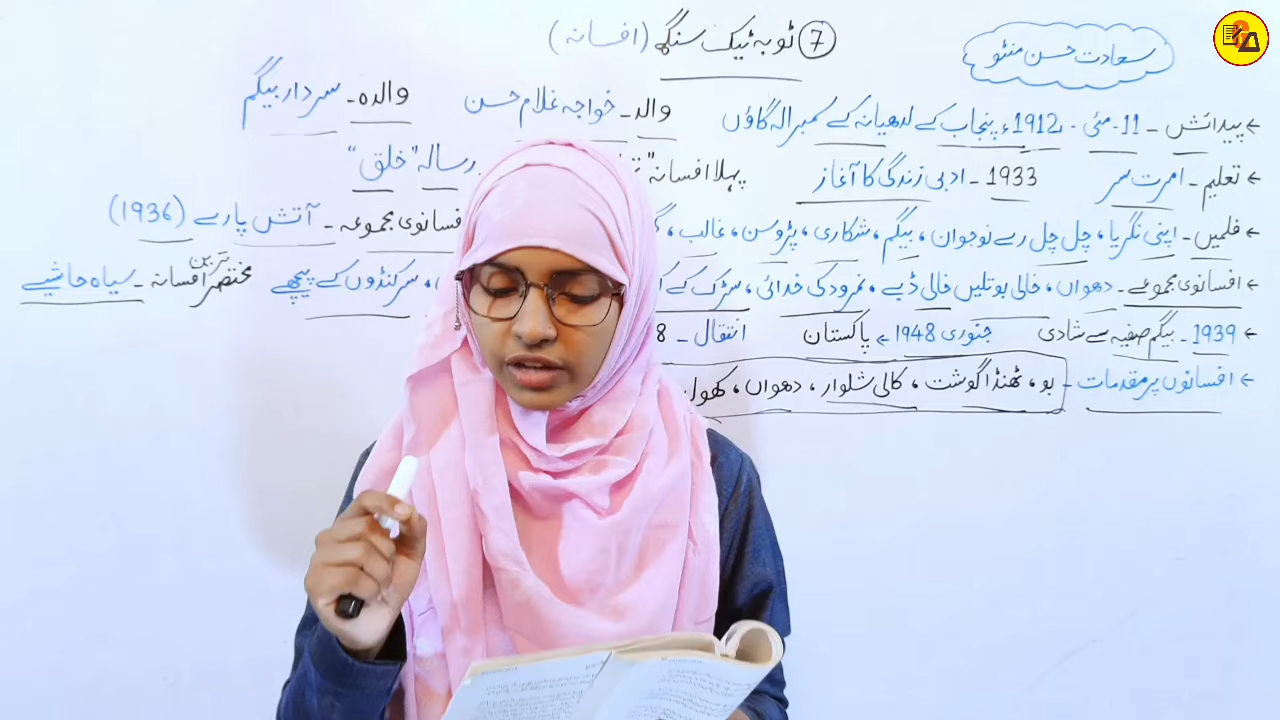 ⑦ ٹوبہ ٹیک سنگھ (افسانہ)
سعادت حسن منٹو
← پیدائش - 11 مئی 1912ء، پنجاب کے لدھیانہ کے کمبرالہ گاؤں والد - خواجہ غلام حسن والدہ - سردار بیگم
← تعلیم - امرت سر 1933 - ادبی زندگی کا آغاز پہلا افسانہ " رسالہ "خلق"
← فلمیں - اپنی نگریا، چل چل رے نوجوان، بیگم، شکاری، پڑوسن، غالب، افسانوی مجموعہ - آتش پارے (1936)
← افسانوی مجموعے - دھواں، خالی بوتلیں خالی ڈبے، نمرود کی خدائی، سڑک کے ، سرکنڈوں کے پیچھے مختصر ترین افسانہ - سیاہ حاشیے
← 1939 - بیگم صفیہ سے شادی جنوری 1948 ← پاکستان انتقال - 8
← افسانوں پر مقدمات - بو، ٹھنڈا گوشت، کالی شلوار، دھواں، کھول